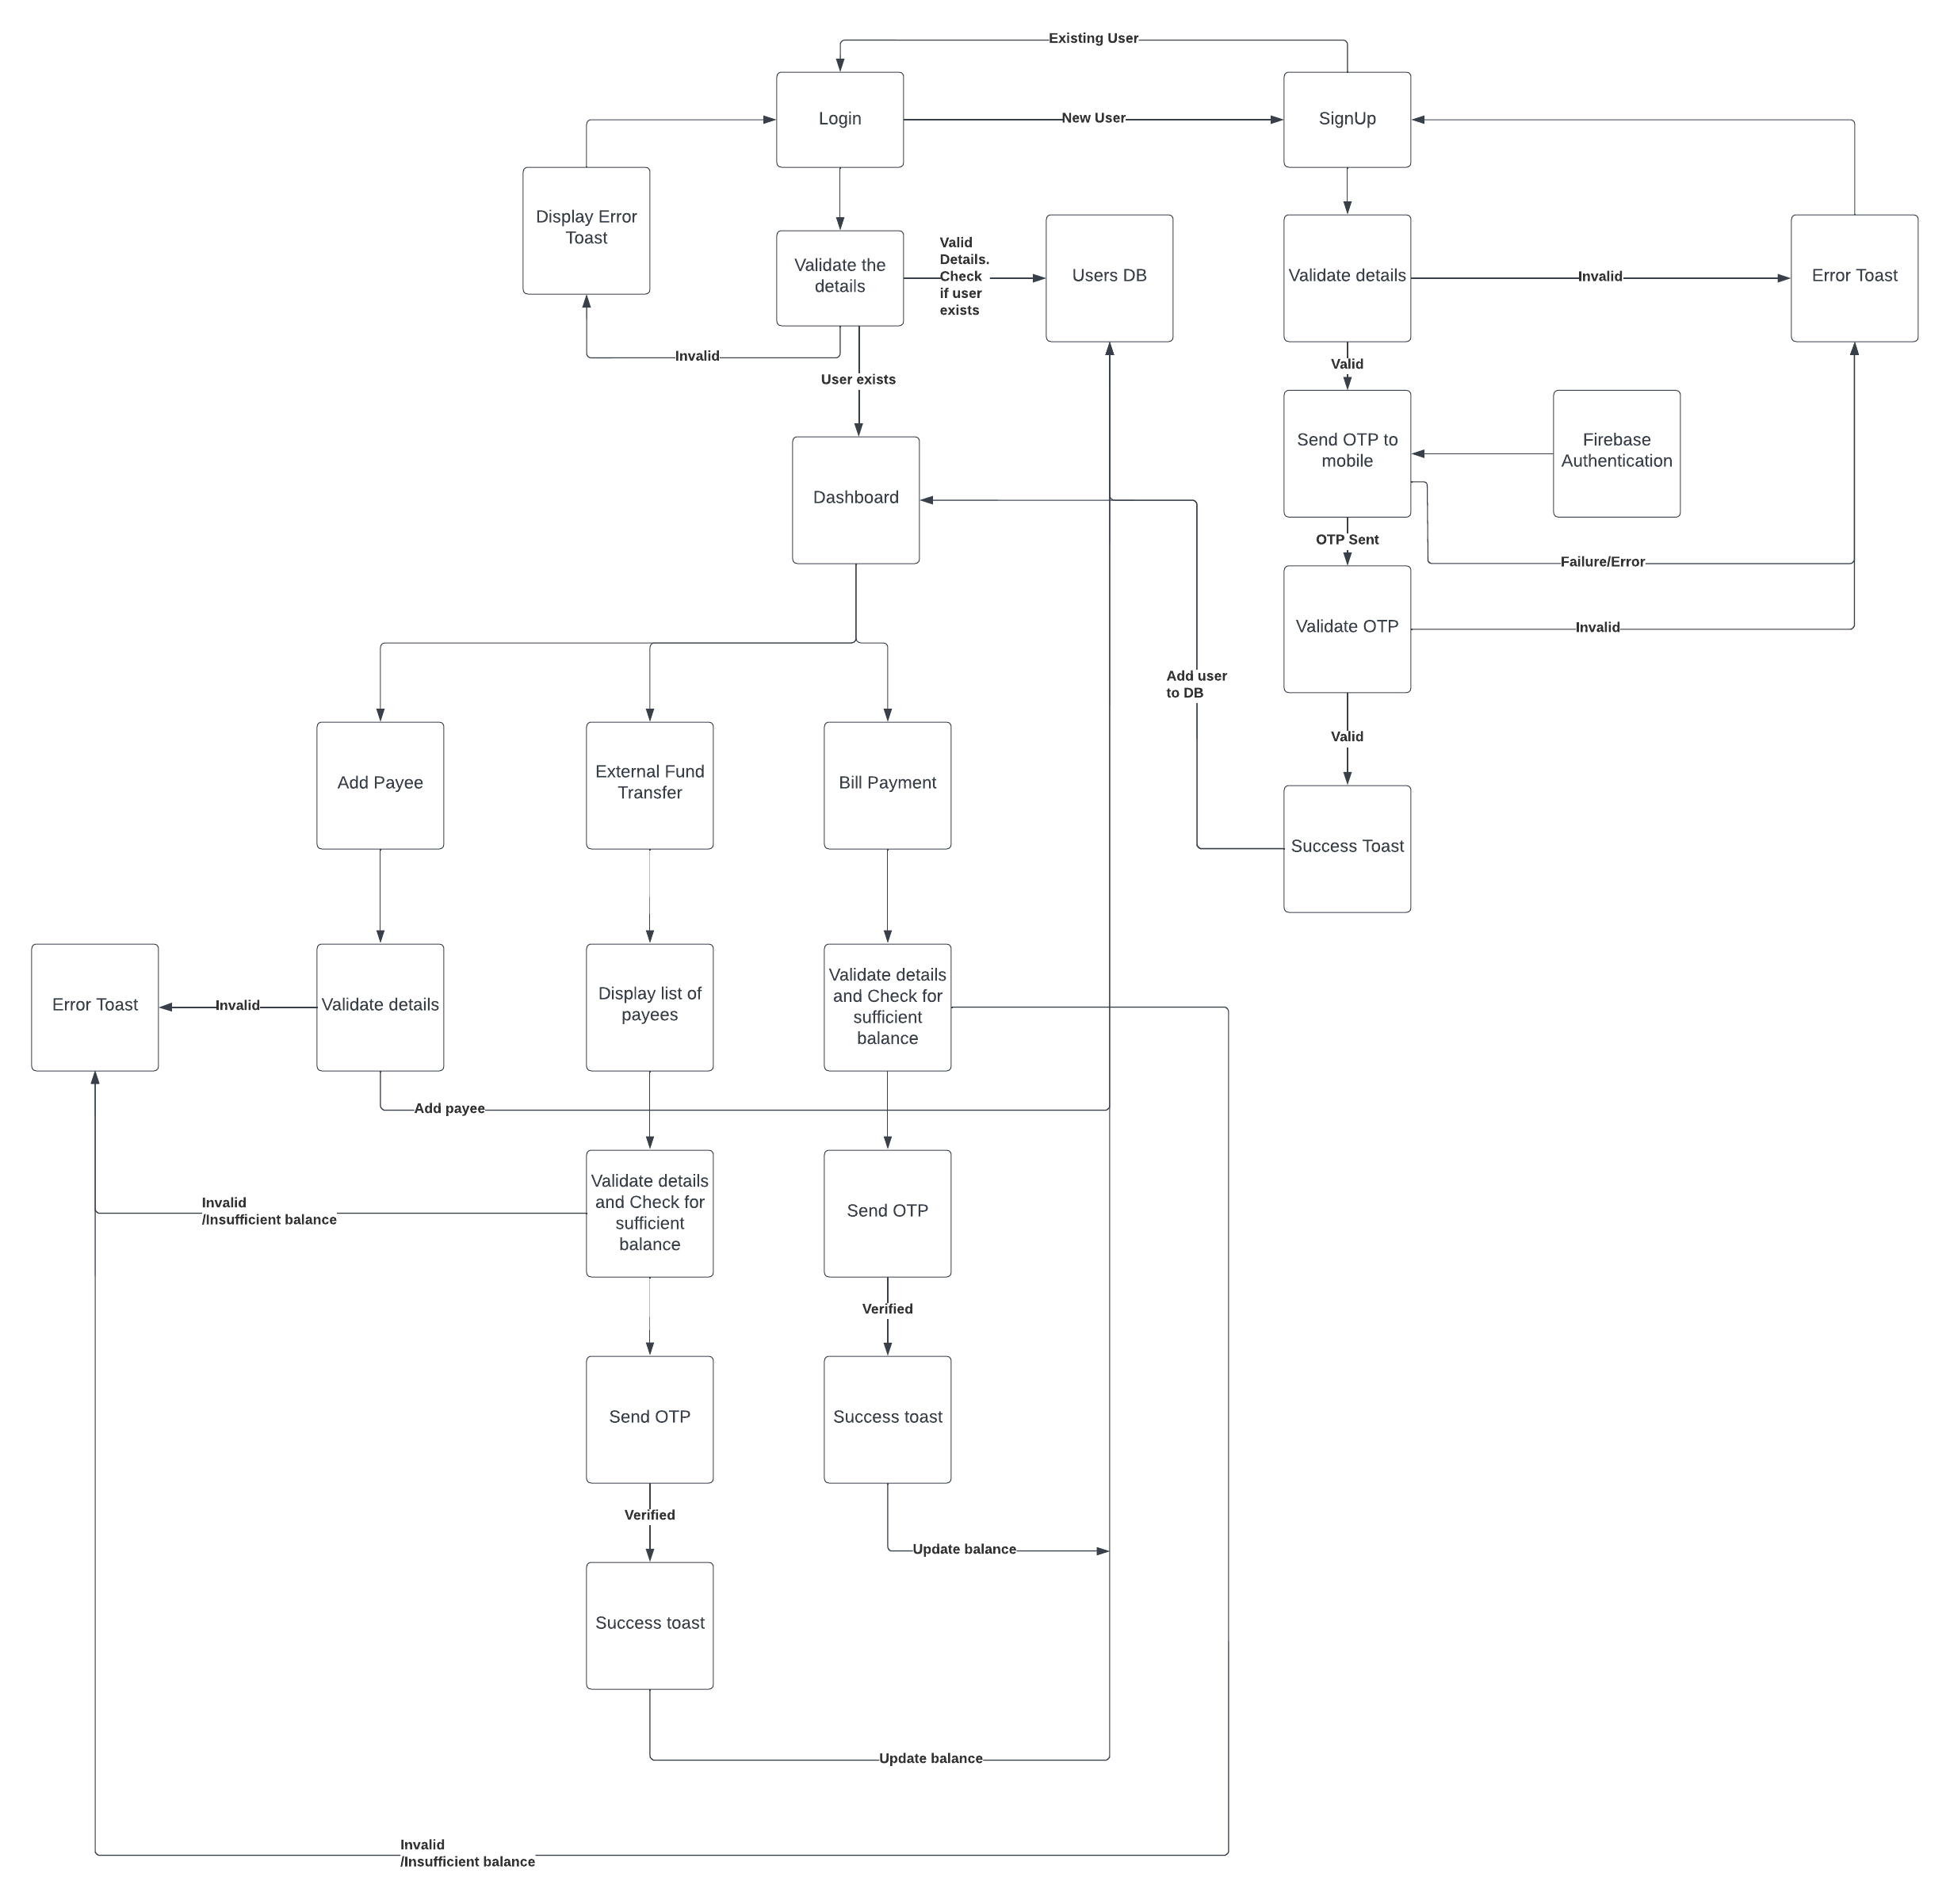 Existing User
Login
New User
SignUp
Display Error
Toast
Validate the
details
Valid
Details.
Check
if user
exists
Users DB
Validate details
Invalid
Error Toast
Invalid
User exists
Valid
Send OTP to
mobile
Firebase
Authentication
Dashboard
OTP Sent
Failure/Error
Validate OTP
Invalid
Add user
to DB
Valid
Add Payee
External Fund
Transfer
Bill Payment
Success Toast
Error Toast
Invalid
Validate details
Display list of
payees
Validate details
and Check for
sufficient
balance
Add payee
Invalid
/Insufficient balance
Validate details
and Check for
sufficient
balance
Send OTP
Verified
Send OTP
Success toast
Verified
Update balance
Success toast
Update balance
Invalid
/Insufficient balance